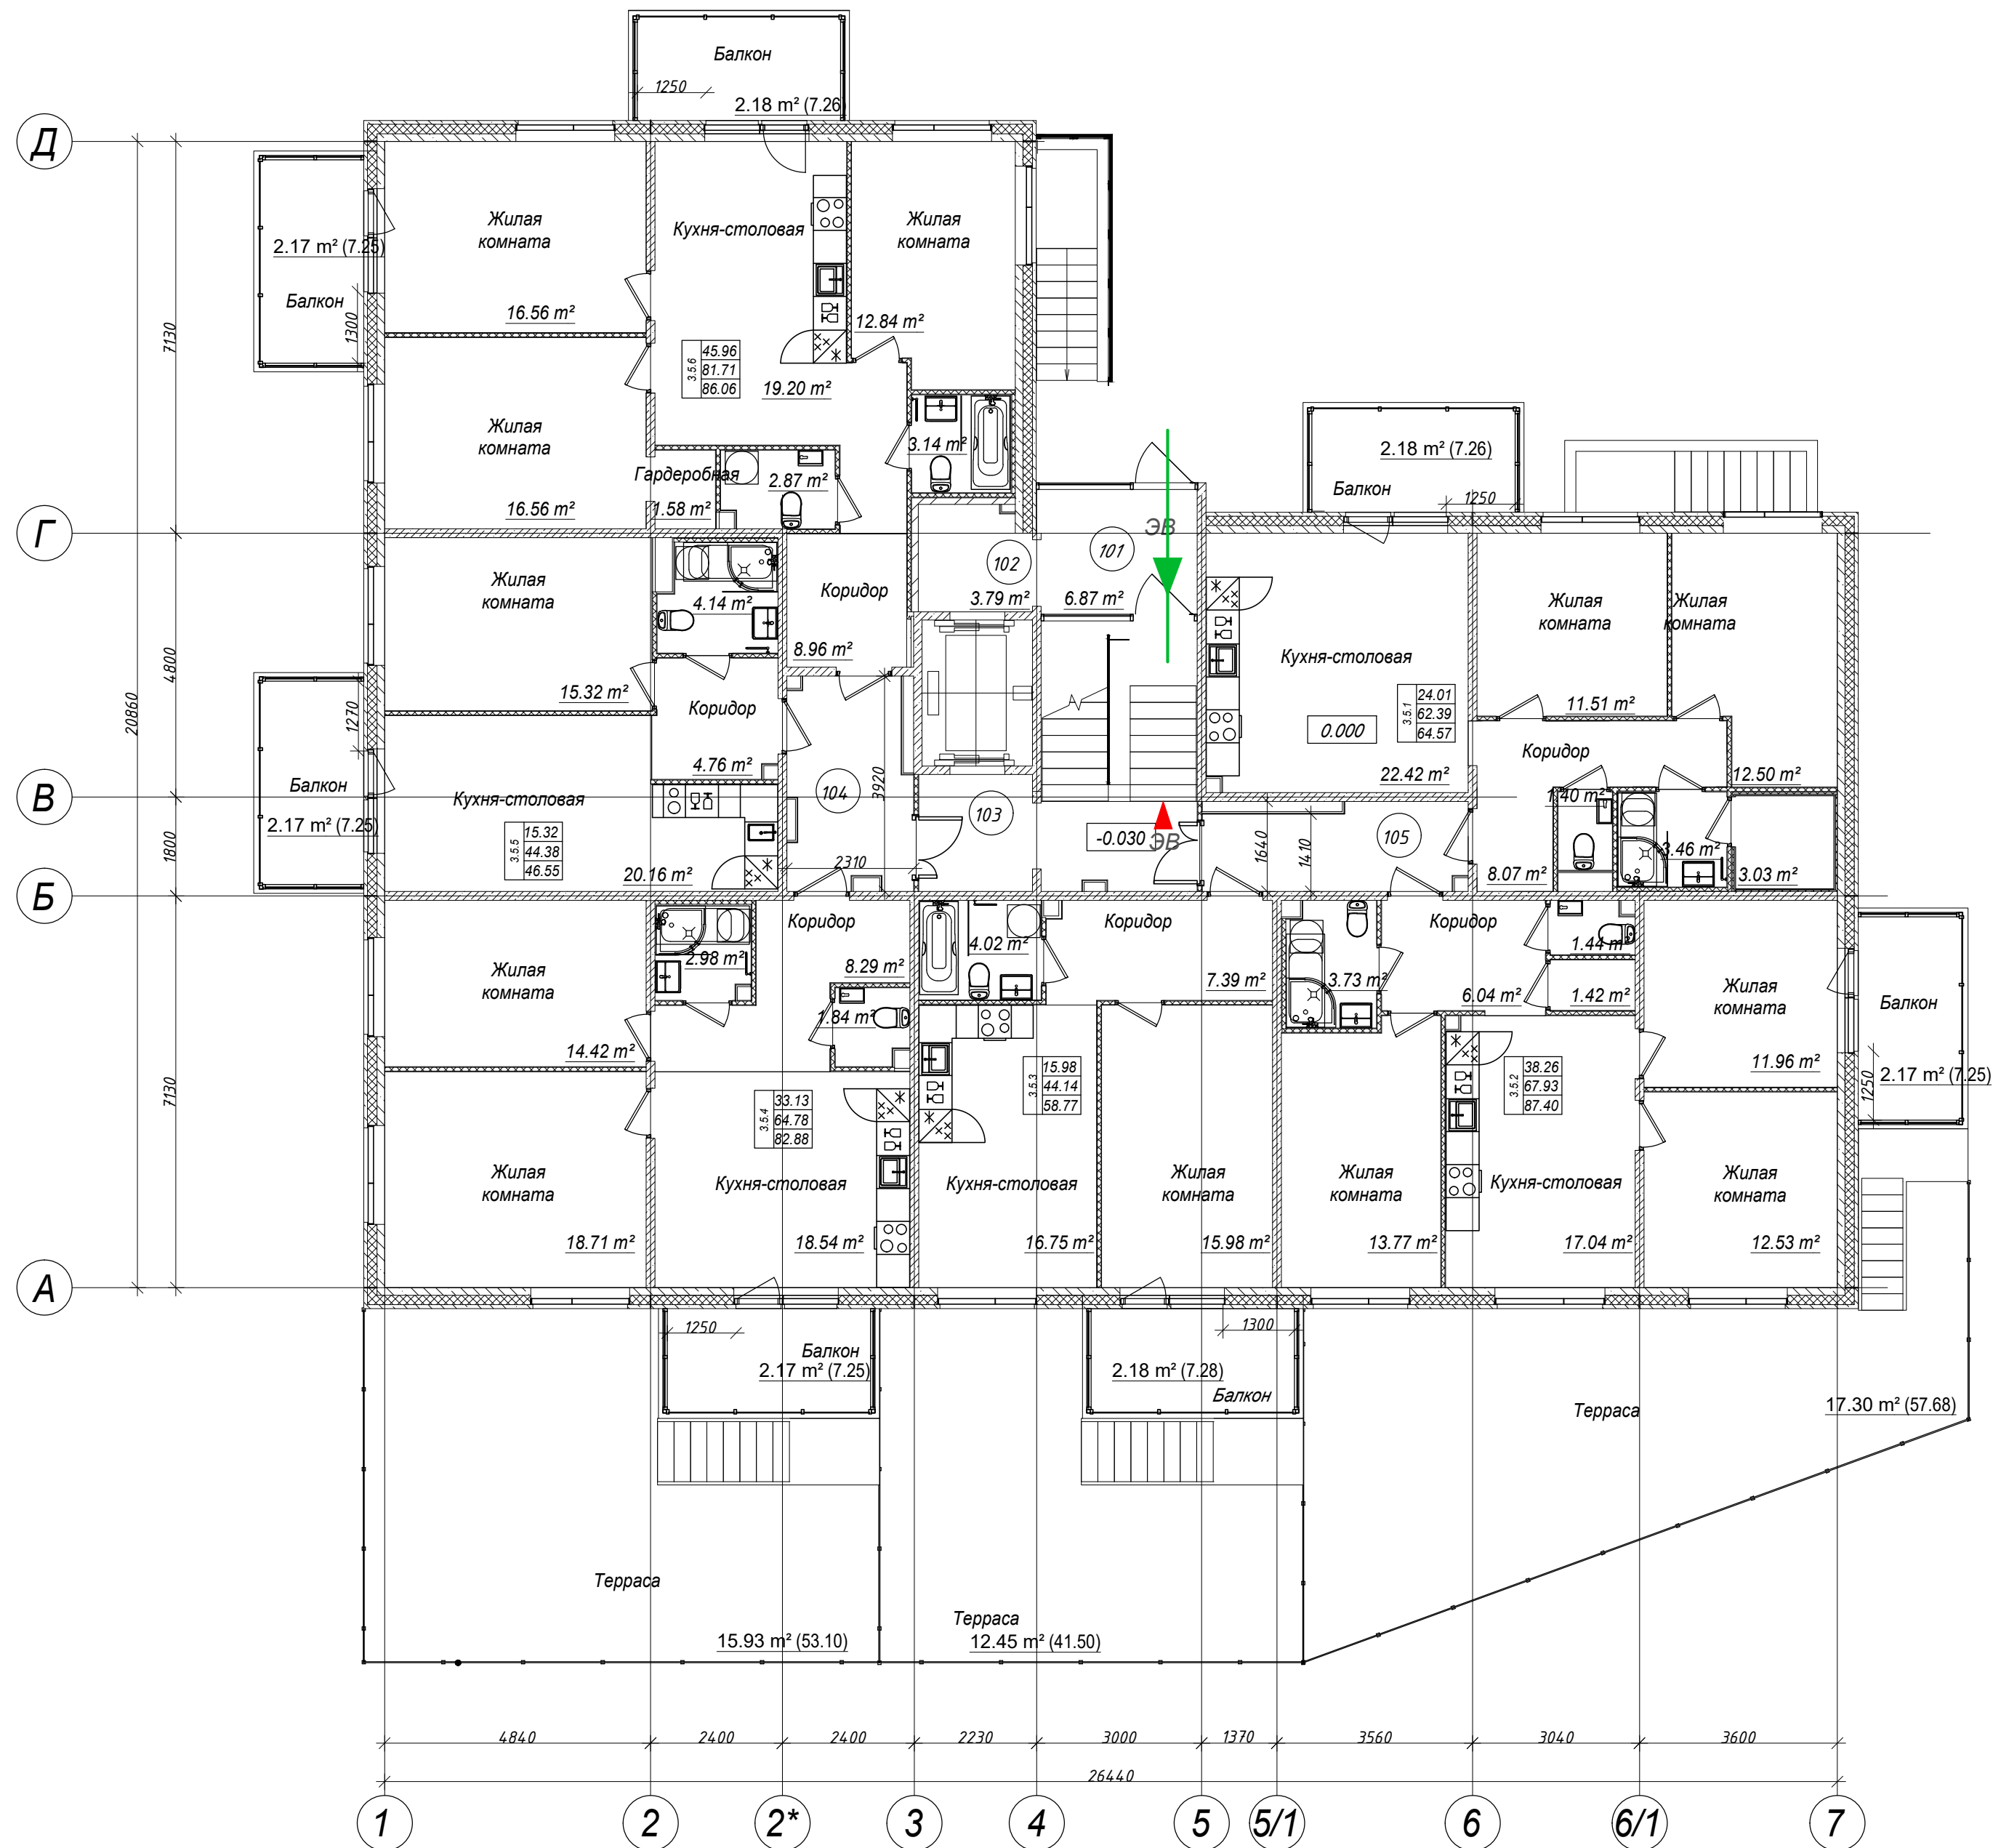 Балкон
1250
2.18 m² (7.26)
Д
2.17 m² (7.25)
Балкон
1300
Жилая
комната
16.56 m²
Кухня-столовая
Жилая
комната
12.84 m²
3.5.6
45.96
81.71
86.06
19.20 m²
7130
Жилая
комната
16.56 m²
Гардеробная
1.58 m²
2.87 m²
3.14 m²
2.18 m² (7.26)
Балкон
1250
Г
ЭВ
101
6.87 m²
102
3.79 m²
Жилая
комната
15.32 m²
4.14 m²
Коридор
8.96 m²
Коридор
4.76 m²
Кухня-столовая
3.5.1
24.01
62.39
64.57
0.000
22.42 m²
Жилая
комната
11.51 m²
Жилая
комната
12.50 m²
Коридор
4800
20860
1270
Балкон
2.17 m² (7.25)
В
Кухня-столовая
3.5.5
15.32
44.38
46.55
20.16 m²
104
3920
2310
103
-0.030
ЭВ
1640
1410
105
8.07 m²
1.40 m²
3.46 m²
3.03 m²
1800
Б
Жилая
комната
14.42 m²
2.98 m²
Коридор
8.29 m²
1.84 m²
4.02 m²
Коридор
7.39 m²
3.73 m²
Коридор
6.04 m²
1.44 m²
1.42 m²
Жилая
комната
11.96 m²
Балкон
2.17 m² (7.25)
1250
7130
3.5.4
33.13
64.78
82.88
3.5.3
15.98
44.14
58.77
3.5.2
38.26
67.93
87.40
Жилая
комната
18.71 m²
Кухня-столовая
18.54 m²
Кухня-столовая
16.75 m²
Жилая
комната
15.98 m²
Жилая
комната
13.77 m²
Кухня-столовая
17.04 m²
Жилая
комната
12.53 m²
А
1250
Балкон
2.17 m² (7.25)
1300
2.18 m² (7.28)
Балкон
Терраса
17.30 m² (57.68)
Терраса
15.93 m² (53.10)
Терраса
12.45 m² (41.50)
4840
2400
2400
2230
3000
1370
3560
3040
3600
26440
1
2
2*
3
4
5
5/1
6
6/1
7